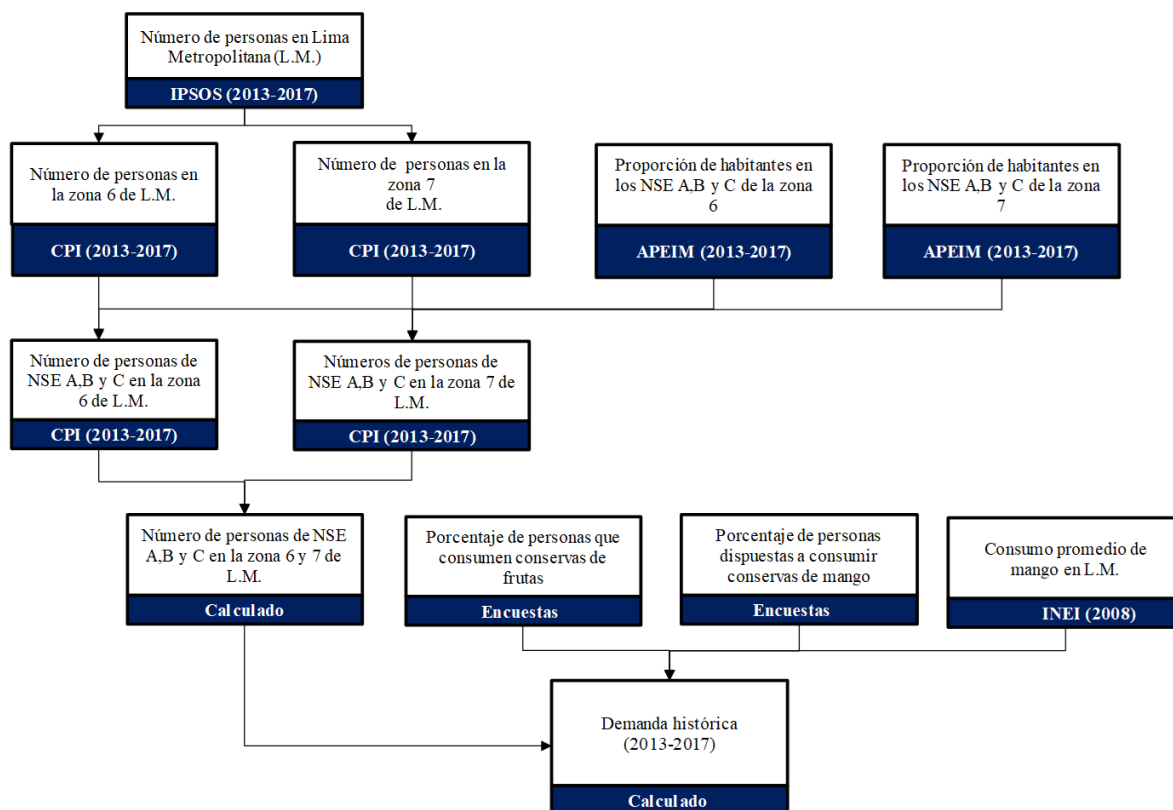 Número de personas en Lima
Metropolitana (L.M.)
IPSOS (2013-2017)
Número de personas en
la zona 6 de L.M.
CPI (2013-2017)
Número de  personas en la
zona 7
de L.M.
CPI (2013-2017)
Proporción de habitantes en
los NSE A,B y C de la zona
6
APEIM (2013-2017)
Proporción de habitantes en
los NSE A,B y C de la zona
7
APEIM (2013-2017)
Número de personas de
NSE A,B y C en la zona
6 de L.M.
CPI (2013-2017)
Números de personas de
NSE A,B y C en la zona 7 de
L.M.
CPI (2013-2017)
Número de personas de NSE
A,B y C en la zona 6 y 7 de
L.M.
Calculado
Porcentaje de personas que
consumen conservas de
frutas
Encuestas
Porcentaje de personas
dispuestas a consumir
conservas de mango
Encuestas
Consumo promedio de
mango en L.M.
INEI (2008)
Demanda histórica
(2013-2017)
Calculado